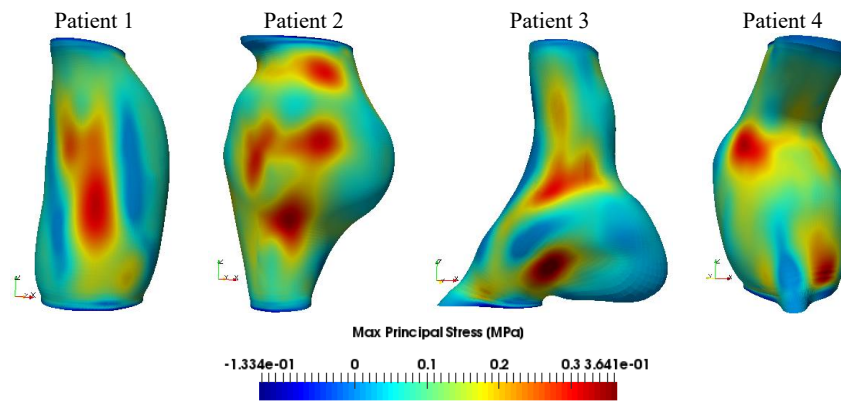 Patient 1 Patient 2 Patient 3 Patient 4
Max Principal Stress (MPa)
-1.334e-01 0 0.1 0.2 0.3 3.641e-01